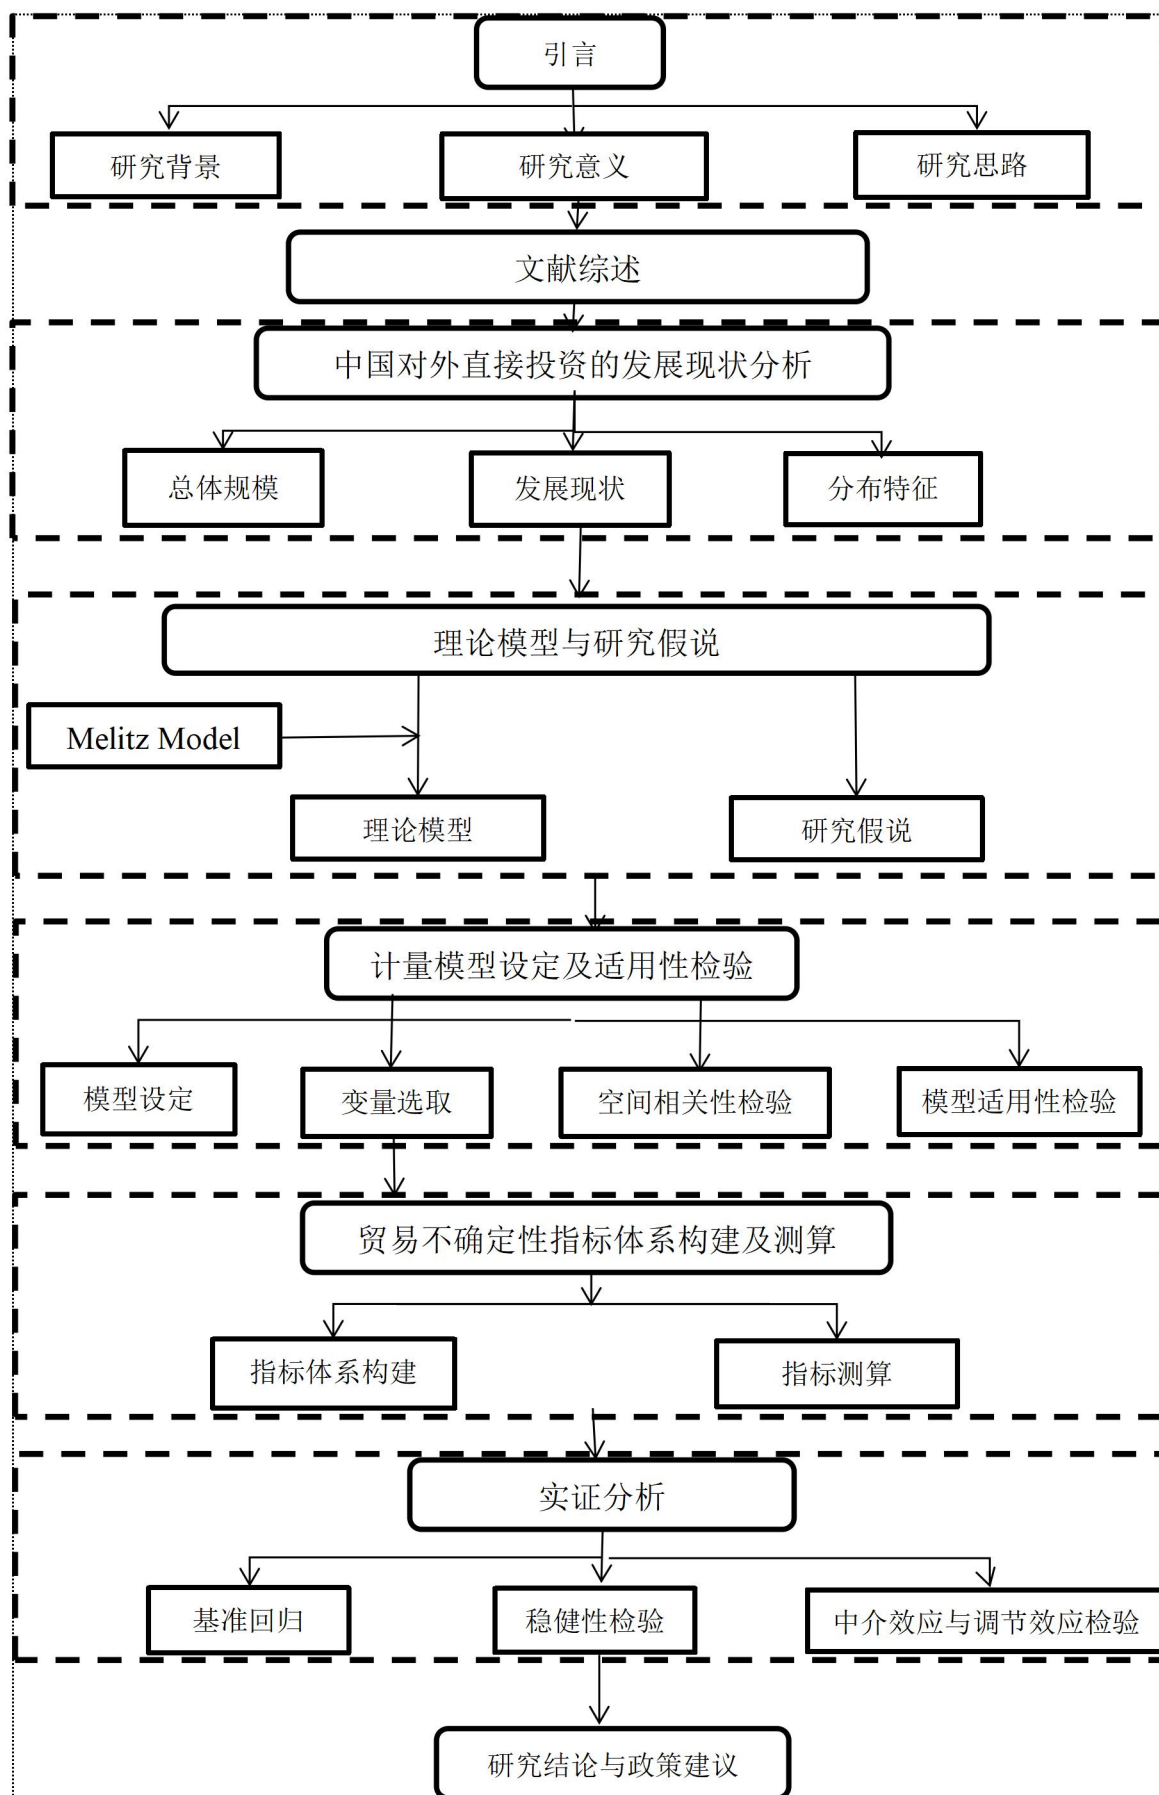 引言
研究背景
研究意义
研究思路
文献综述
中国对外直接投资的发展现状分析
总体规模
发展现状
分布特征
理论模型与研究假说
Melitz Model
理论模型
研究假说
计量模型设定及适用性检验
模型设定
变量选取
空间相关性检验
模型适用性检验
贸易不确定性指标体系构建及测算
指标体系构建
指标测算
实证分析
基准回归
稳健性检验
中介效应与调节效应检验
研究结论与政策建议